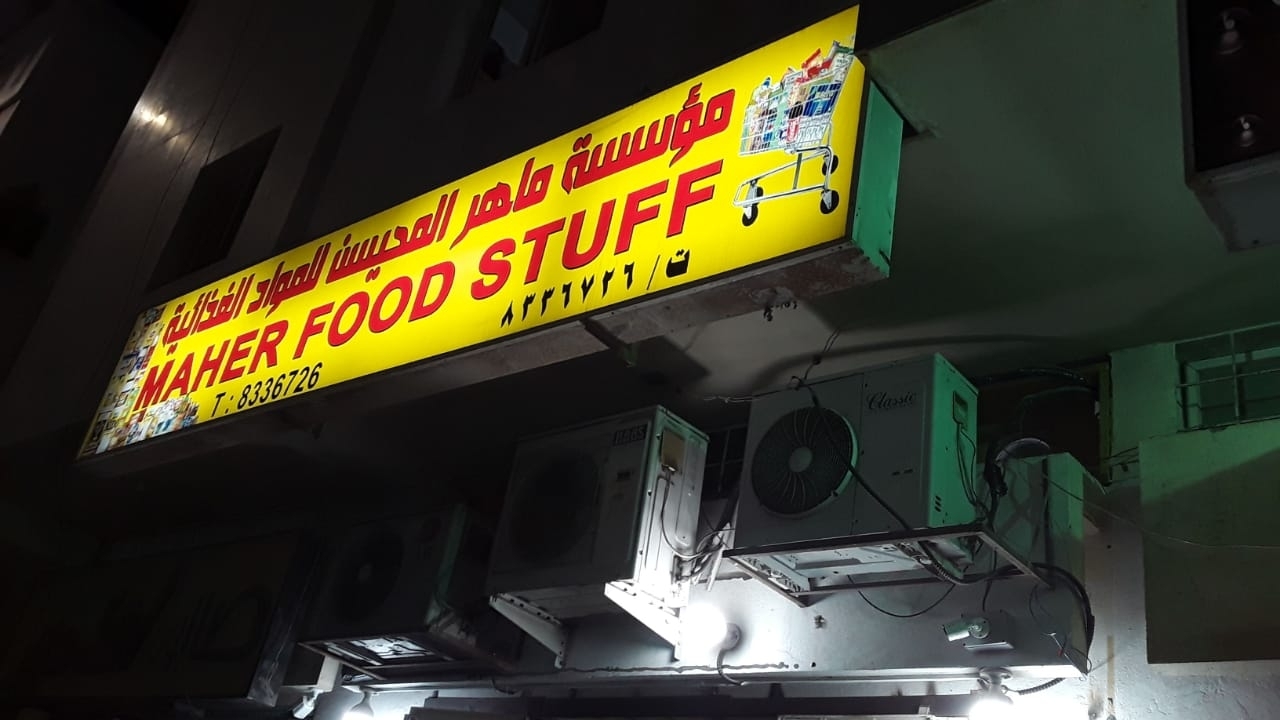 مؤسسة ماهر المحيسن للمواد الغذائية
MAHER FOOD STUFF
ت / ٨٣٣٦٧٢٦
T : 8336726
Classic